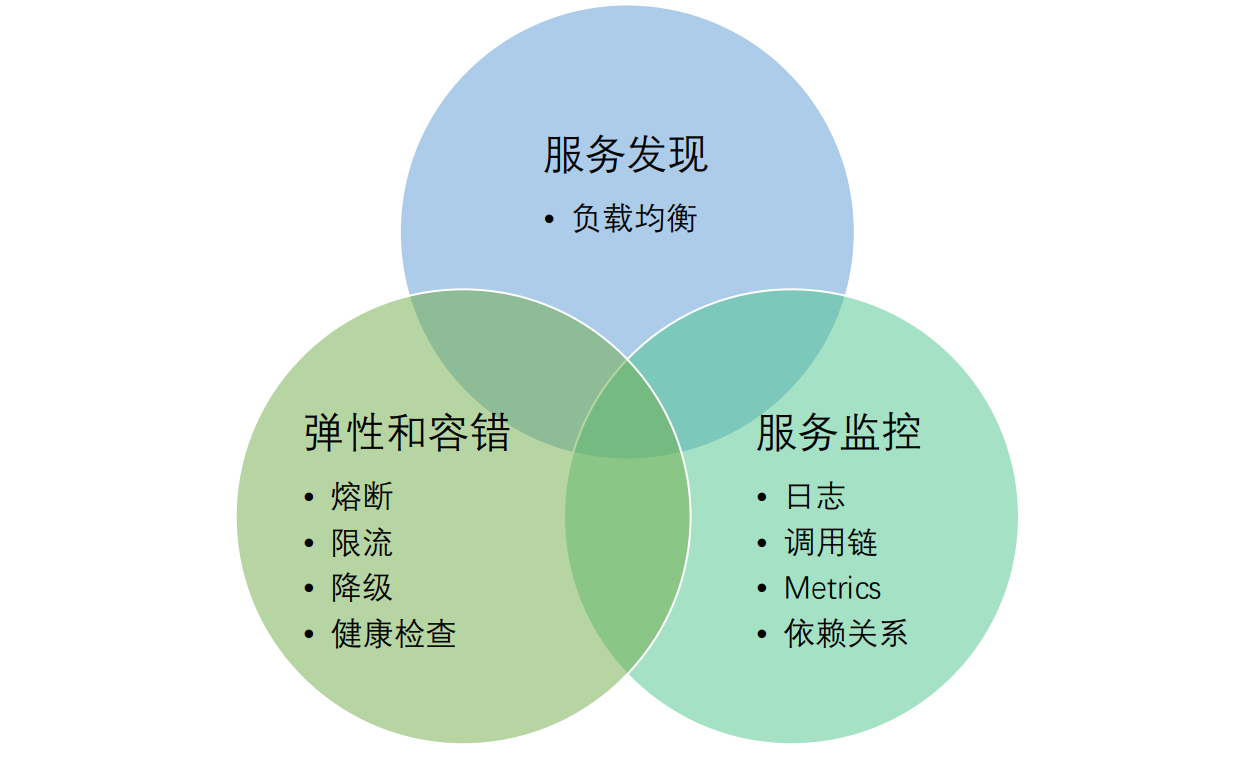 服务发现
• 负载均衡
弹性和容错
• 熔断
• 限流
• 降级
• 健康检查
服务监控
• 日志
• 调用链
• Metrics
• 依赖关系